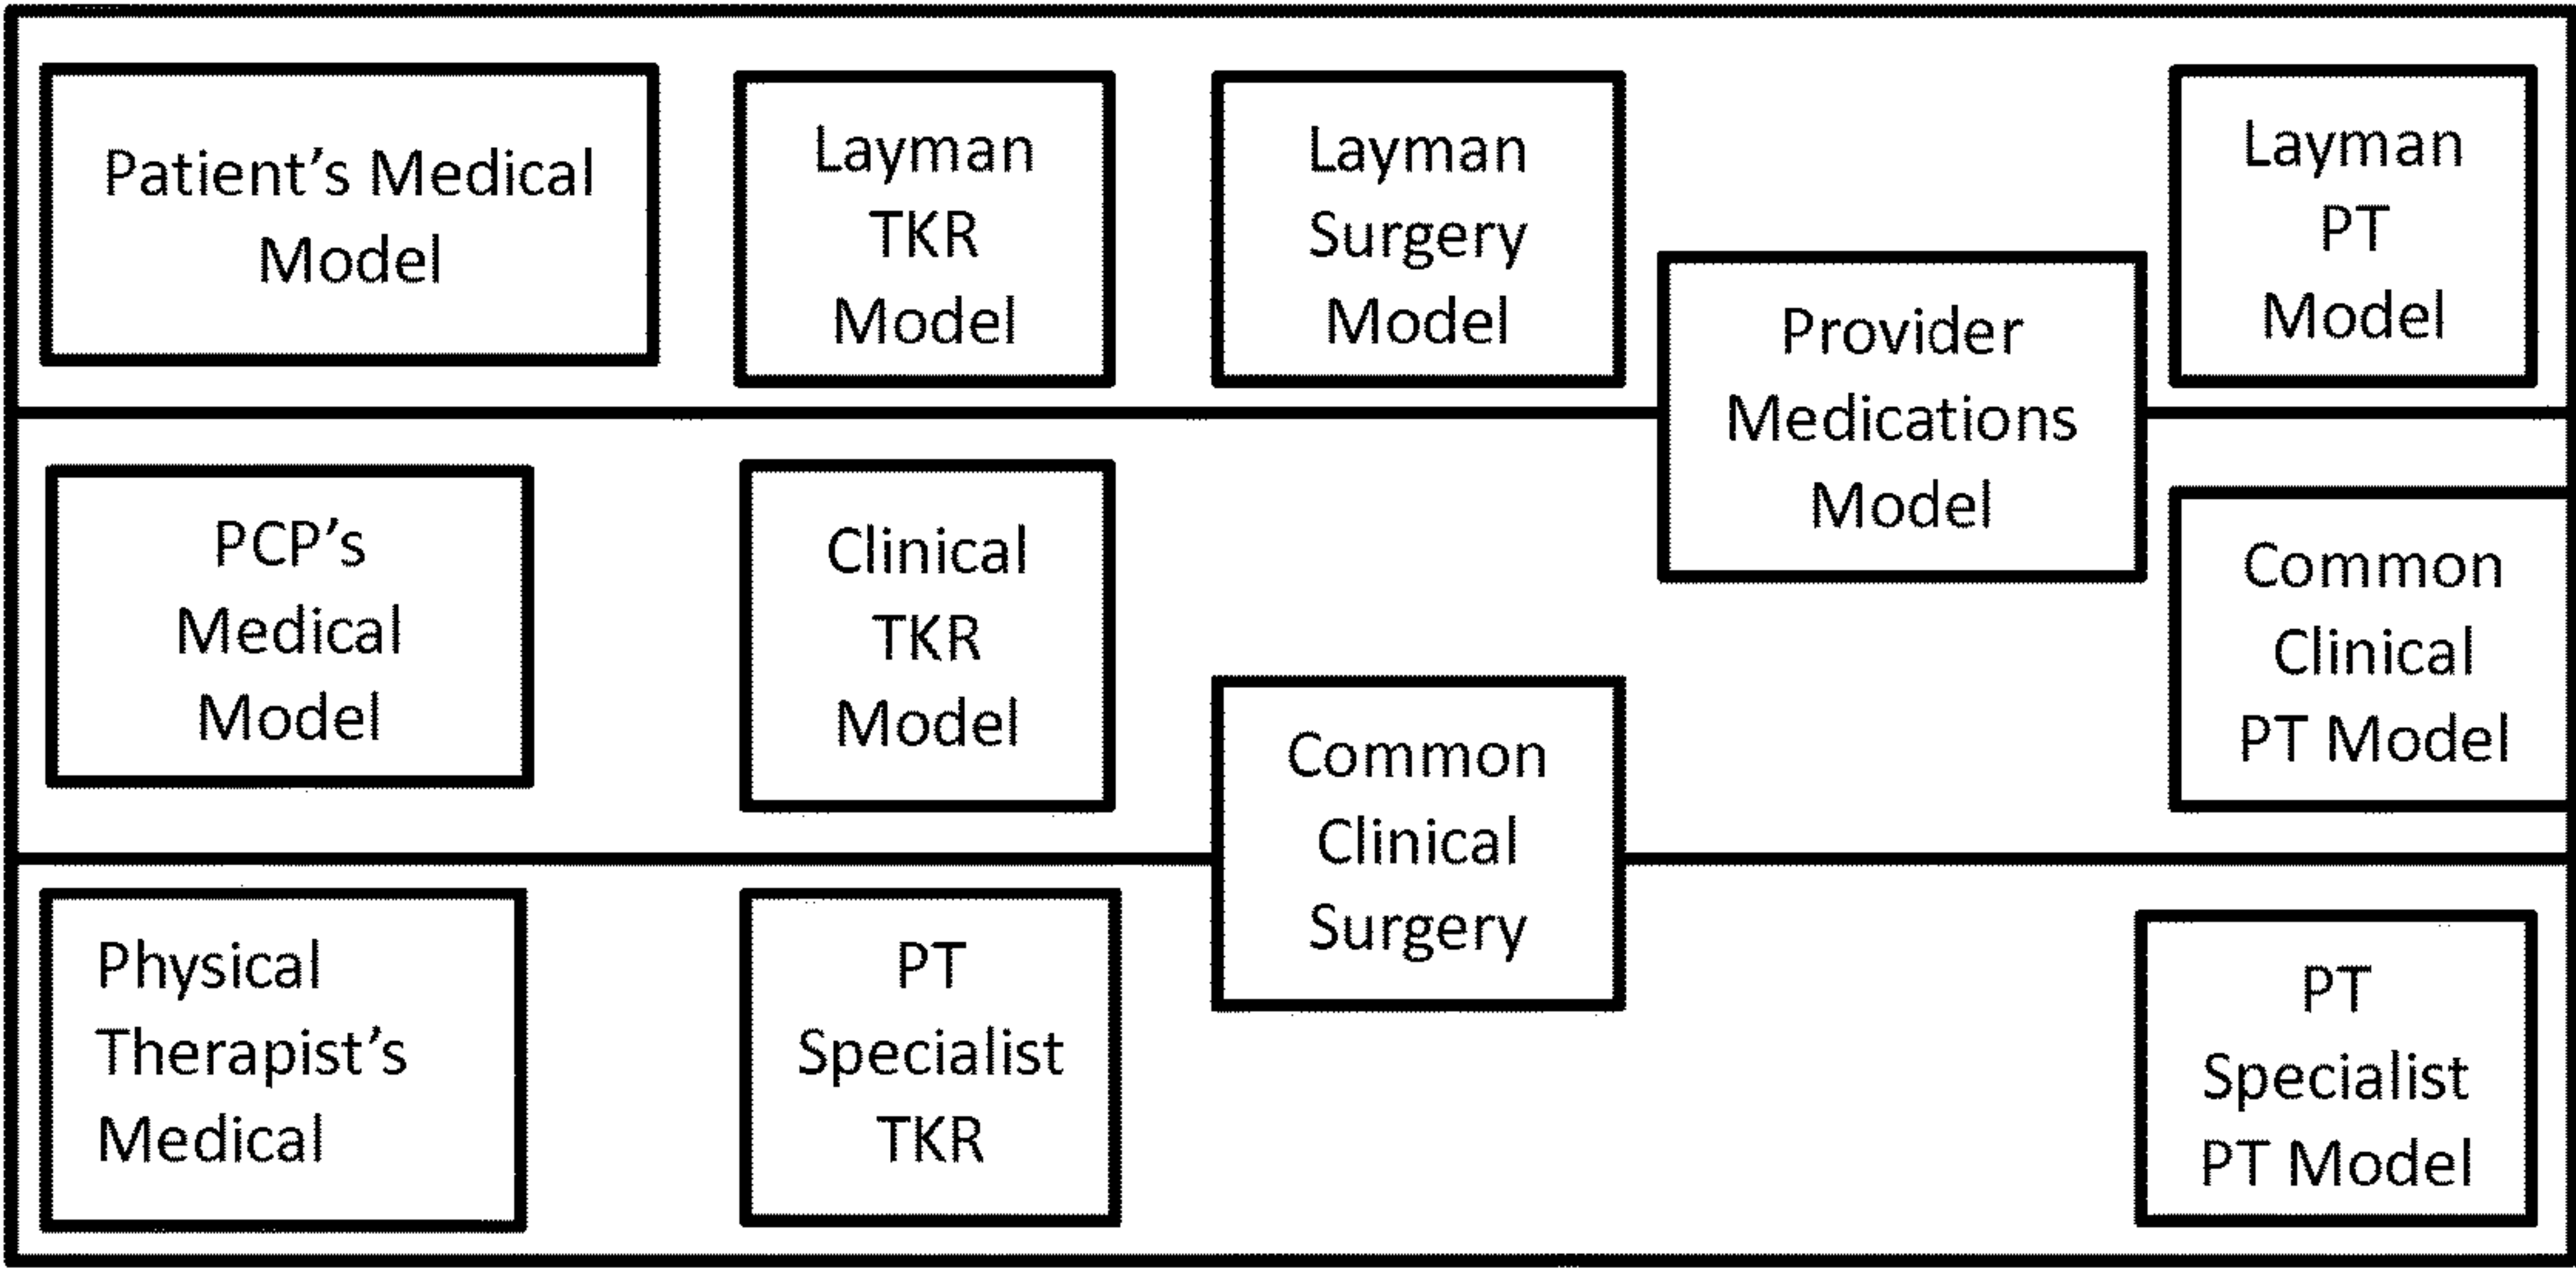 Patient's Medical
Model
Layman
TKR
Model
Layman
Surgery
Model
Provider
Medications
Model
Layman
PT
Model
PCP's
Medical
Model
Clinical
TKR
Model
Common
Clinical
Surgery
Common
Clinical
PT Model
Physical
Therapist's
Medical
PT
Specialist
TKR
PT
Specialist
PT Model